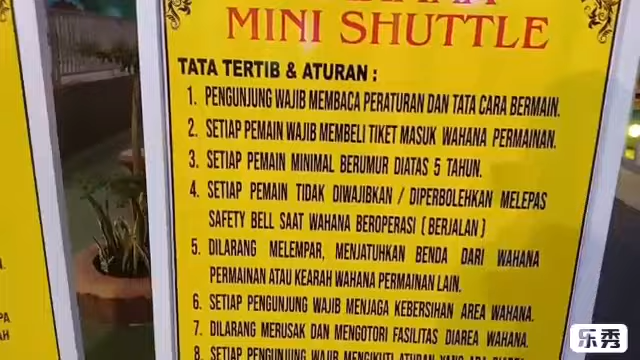 MINI SHUTTLE
TATA TERTIB & ATURAN :
1. PENGUNJUNG WAJIB MEMBACA PERATURAN DAN TATA CARA BERMAIN.
2. SETIAP PEMAIN WAJIB MEMBELI TIKET MASUK WAHANA PERMAINAN.
3. SETIAP PEMAIN MINIMAL BERUMUR DIATAS 5 TAHUN.
4. SETIAP PEMAIN TIDAK DIWAJIBKAN / DIPERBOLEHKAN MELEPAS
SAFETY BELL SAAT WAHANA BEROPERASI ( BERJALAN )
5. DILARANG MELEMPAR, MENJATUHKAN BENDA DARI WAHANA
PERMAINAN ATAU KEARAH WAHANA PERMAINAN LAIN.
6. SETIAP PENGUNJUNG WAJIB MENJAGA KEBERSIHAN AREA WAHANA.
7. DILARANG MERUSAK DAN MENGOTORI FASILITAS DIAREA WAHANA.
8. SETIAP PENGUNJUNG WAJIB MENGIKUTI ATURAN YANG ADA
乐秀